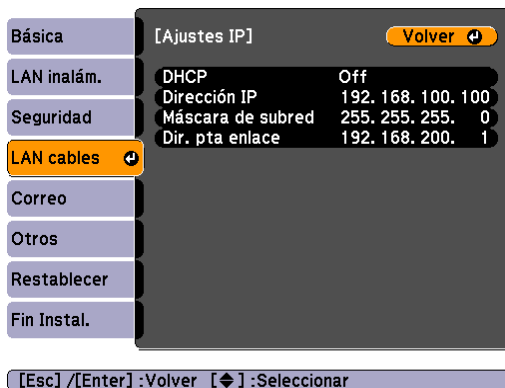 Básica
LAN inalám.
Seguridad
LAN cables
Correo
Otros
Restablecer
Fin Instal.
[Ajustes IP]
Volver
DHCP Off
Dirección IP 192. 168. 100. 100
Máscara de subred 255. 255. 255. 0
Dir. pta enlace 192. 168. 200. 1
[Esc] /[Enter] :Volver [◆] :Seleccionar